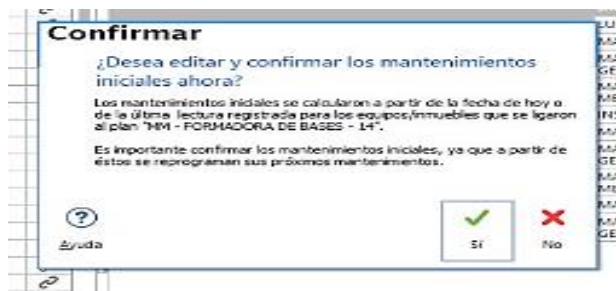 Confirmar
¿Desea editar y confirmar los mantenimientos
iniciales ahora?
Los mantenimientos iniciales se calcularon a partir de la fecha de hoy o
de la última lectura registrada para los equipos/inmuebles que se ligaron
al plan "MM - FORMADORA DE BASES - 14".
Es importante confirmar los mantenimientos iniciales, ya que a partir de
éstos se reprograman sus próximos mantenimientos.
Ayuda
Sí
No